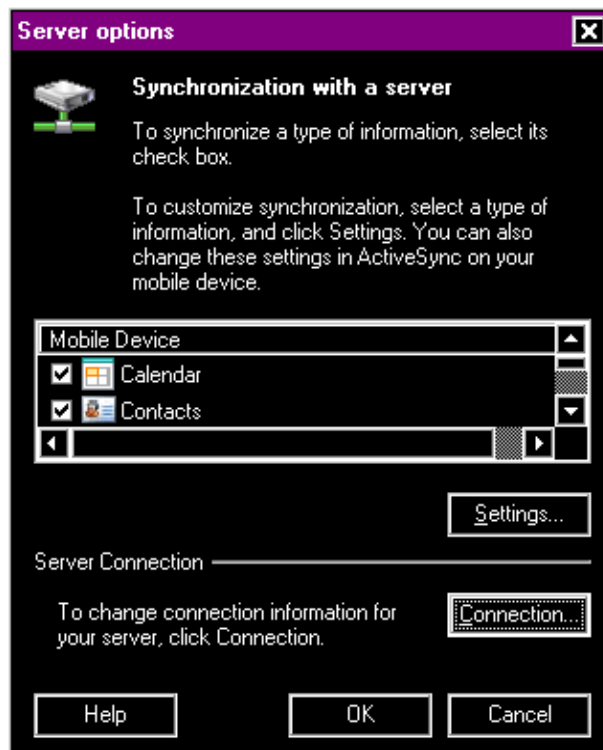 Server options
Synchronization with a server
To synchronize a type of information, select its
check box.
To customize synchronization, select a type of
information, and click Settings. You can also
change these settings in ActiveSync on your
mobile device.
Mobile Device
Calendar
Contacts
Settings...
Server Connection
To change connection information for
your server, click Connection.
Connection...
Help
OK
Cancel